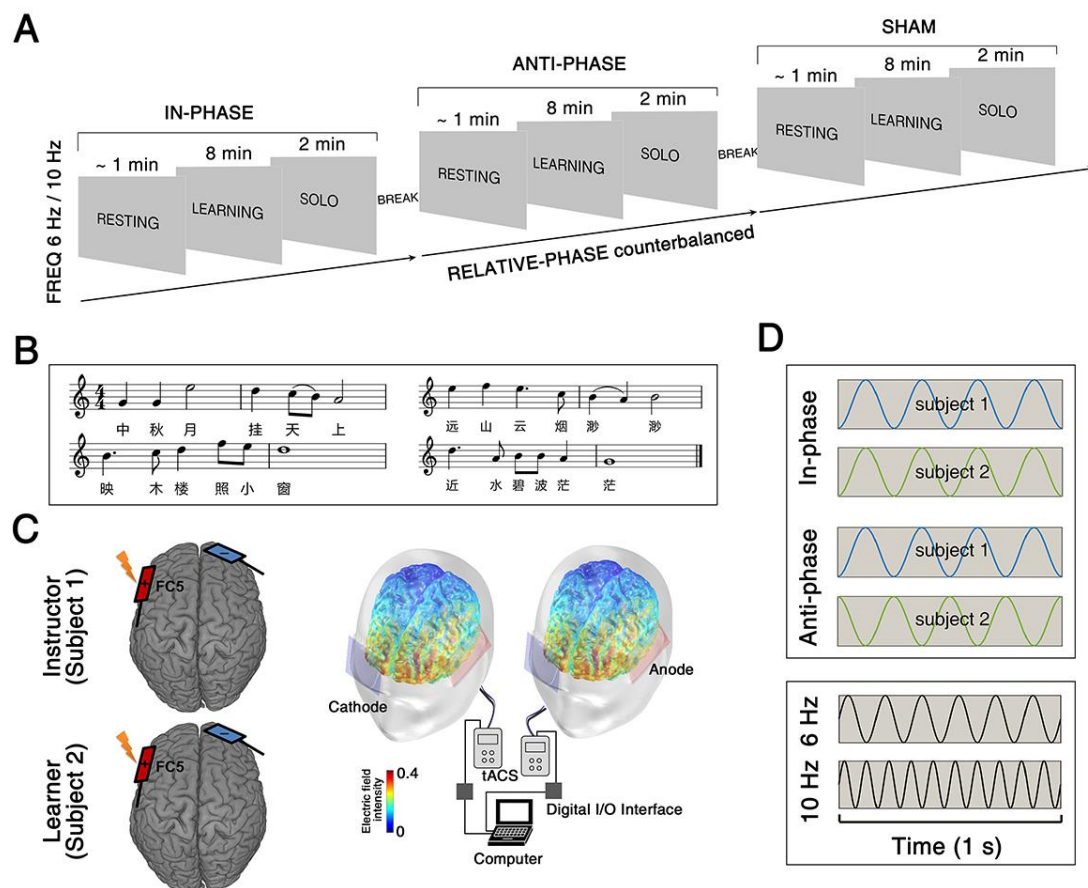 A
IN-PHASE
ANTI-PHASE
SHAM
~ 1 min
8 min
2 min
~ 1 min
8 min
2 min
~ 1 min
8 min
2 min
RESTING
LEARNING
SOLO
BREAK
RESTING
LEARNING
SOLO
BREAK
RESTING
LEARNING
SOLO
FREQ 6 Hz / 10 Hz
RELATIVE-PHASE counterbalanced
B
4
4
中 秋 月 挂 天 上
远 山 云 烟 渺 渺
映 木 楼 照 小 窗
近 水 碧 波 茫 茫
C
Instructor
(Subject 1)
+
-
FC5
Learner
(Subject 2)
+
-
FC5
Cathode
Anode
tACS
Electric field
intensity
0.4
0
Digital I/O Interface
Computer
D
In-phase
subject 1
subject 2
Anti-phase
subject 1
subject 2
6 Hz
10 Hz
Time (1 s)